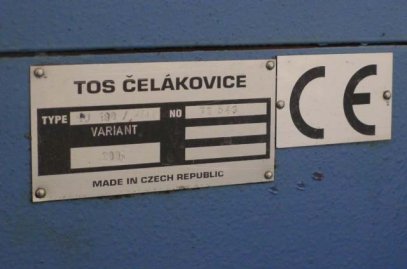 TOS ČELÁKOVICE
TYPE
NO
VARIANT
MADE IN CZECH REPUBLIC
CE